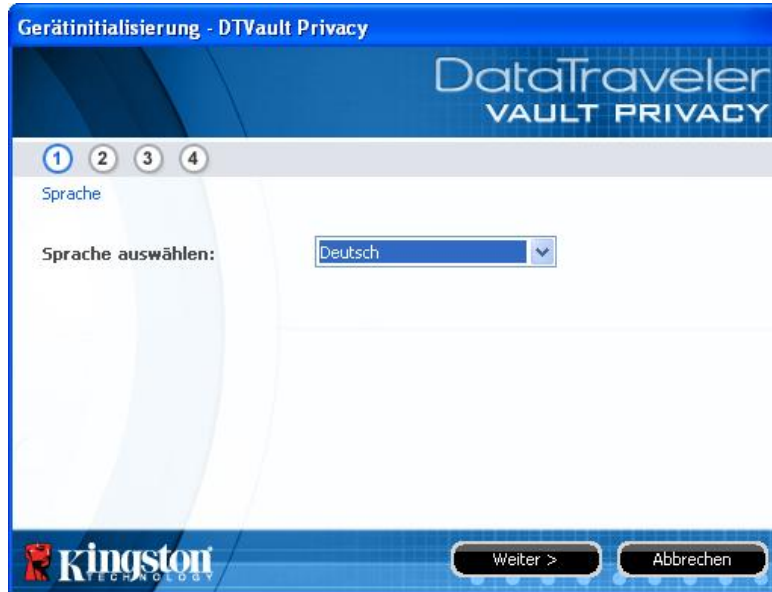 Gerätinitialisierung - DTVault Privacy
DataTraveler
VAULT PRIVACY
1 2 3 4
Sprache
Sprache auswählen:
Deutsch
Kingston
TECHNOLOGY
Weiter >
Abbrechen